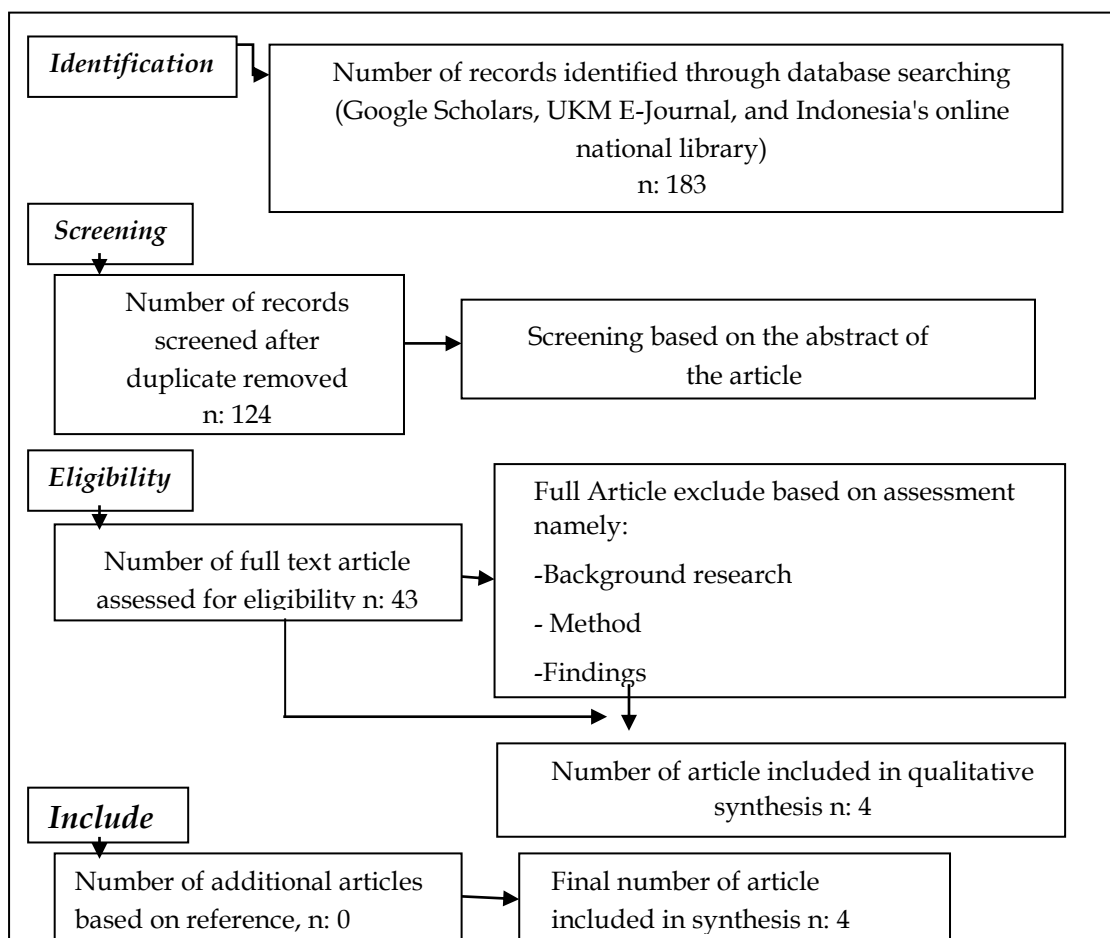 Identification
Number of records identified through database searching
(Google Scholars, UKM E-Journal, and Indonesia's online
national library)
n: 183
Screening
Number of records
screened after
duplicate removed
n: 124
Screening based on the abstract of
the article
Eligibility
Number of full text article
assessed for eligibility n: 43
Full Article exclude based on assessment
namely:
-Background research
- Method
-Findings
Number of article included in qualitative
synthesis n: 4
Include
Number of additional articles
based on reference, n: 0
Final number of article
included in synthesis n: 4